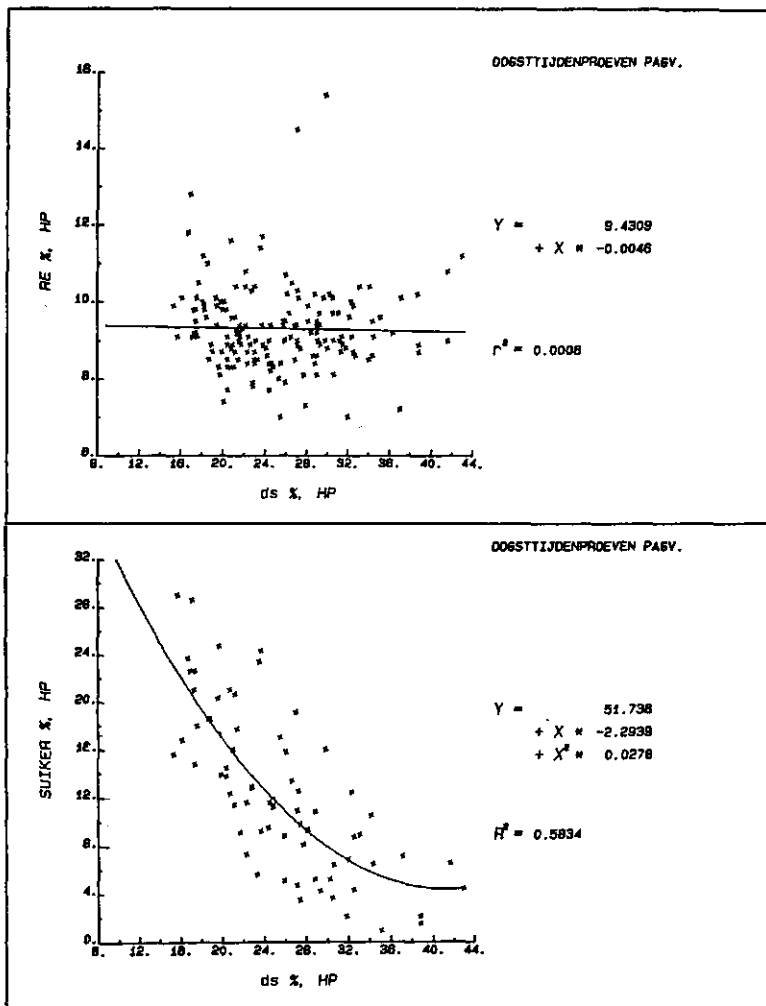 OOGSTTIJDENPROEVEN PAGV.
16.
14.
12.
10.
8.
6.
RE %, HP
8. 12. 16. 20. 24. 28. 32. 36. 40. 44.
ds %, HP
Y = 9.4309
+ X * -0.0046
r² = 0.0008
OOGSTTIJDENPROEVEN PAGV.
32.
28.
24.
20.
16.
12.
8.
4.
0.
SUIKER %, HP
8. 12. 16. 20. 24. 28. 32. 36. 40. 44.
ds %, HP
Y = 51.738
+ X * -2.2939
+ X² * 0.0278
R² = 0.5834